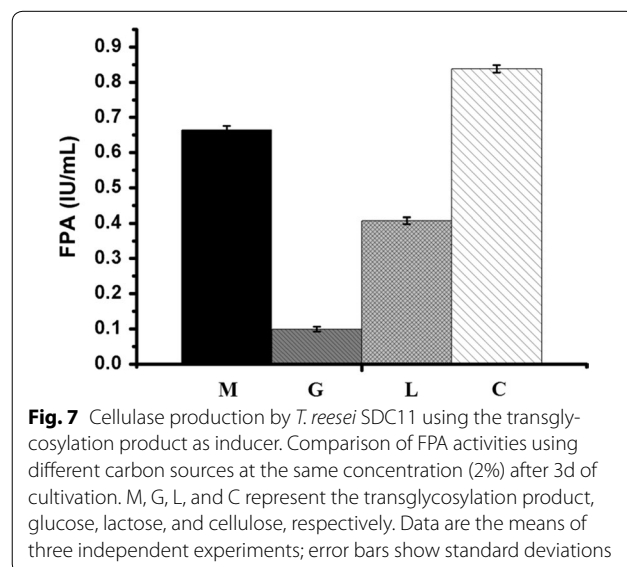 0.9
0.8
0.7
0.6
0.5
0.4
0.3
0.2
0.1
0.0
FPA (IU/mL)
M G L C
Fig. 7 Cellulase production by T. reesei SDC11 using the transgly-
cosylation product as inducer. Comparison of FPA activities using
different carbon sources at the same concentration (2%) after 3d of
cultivation. M, G, L, and C represent the transglycosylation product,
glucose, lactose, and cellulose, respectively. Data are the means of
three independent experiments; error bars show standard deviations